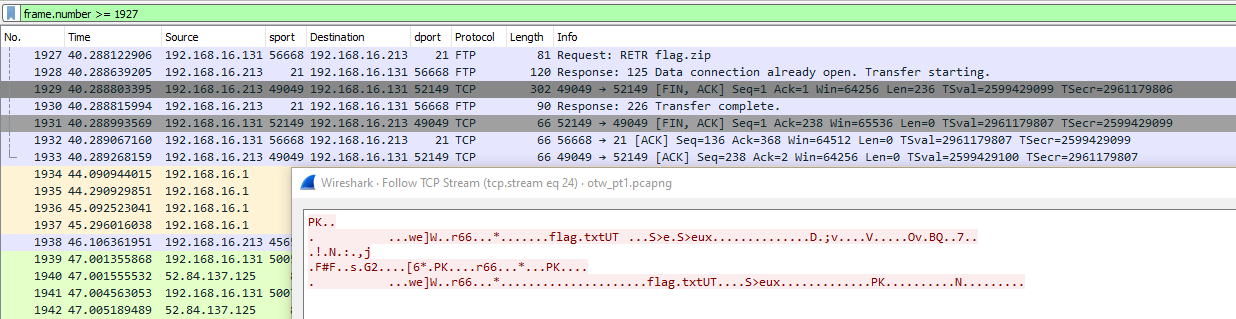 frame.number >= 1927
No. Time Source sport Destination dport Protocol Length Info
1927 40.288122906 192.168.16.131 56668 192.168.16.213 21 FTP 81 Request: RETR flag.zip
1928 40.288639205 192.168.16.213 21 192.168.16.131 56668 FTP 120 Response: 125 Data connection already open. Transfer starting.
1929 40.288803395 192.168.16.213 49049 192.168.16.131 52149 TCP 302 49049 → 52149 [FIN, ACK] Seq=1 Ack=1 Win=64256 Len=236 TSval=2599429099 TSecr=2961179806
1930 40.288815994 192.168.16.213 21 192.168.16.131 56668 FTP 90 Response: 226 Transfer complete.
1931 40.288993569 192.168.16.131 52149 192.168.16.213 49049 TCP 66 52149 → 49049 [FIN, ACK] Seq=1 Ack=238 Win=65536 Len=0 TSval=2961179807 TSecr=2599429099
1932 40.289067160 192.168.16.131 56668 192.168.16.213 21 TCP 66 56668 → 21 [ACK] Seq=136 Ack=368 Win=64512 Len=0 TSval=2961179807 TSecr=2599429099
1933 40.289268159 192.168.16.213 49049 192.168.16.131 52149 TCP 66 49049 → 52149 [ACK] Seq=238 Ack=2 Win=64256 Len=0 TSval=2599429100 TSecr=2961179807
1934 44.090944015 192.168.16.1
1935 44.290929851 192.168.16.1
1936 45.092523041 192.168.16.1
1937 45.296016038 192.168.16.1
1938 46.106361951 192.168.16.213
1939 47.001355868 192.168.16.131
1940 47.001555532 52.84.137.125
1941 47.004563053 192.168.16.131
1942 47.005189489 52.84.137.125
Wireshark · Follow TCP Stream (tcp.stream eq 24) · otw_pt1.pcapng
PK..
. ...we]W..r66...*.......flag.txtUT ...S>e.S>eux..............D.;v....V.....Ov.BQ..7..
.!.N.:.,j
.F#F..s.G2....[6*.PK....r66...*...PK....
. ...we]W..r66...*.....................flag.txtUT....S>eux.............PK..........N.........